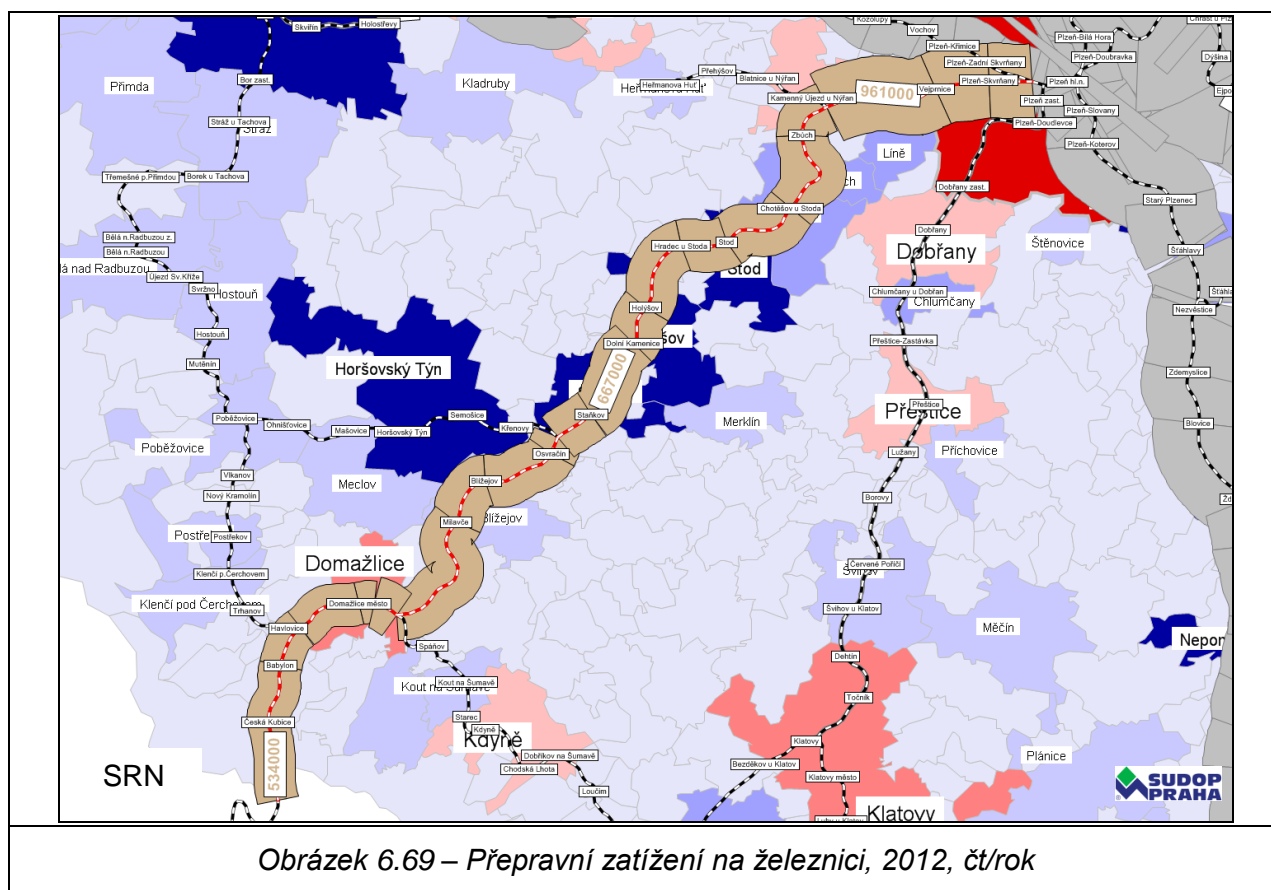 Skviřín
Holostřevy
Kozolupy
Vochov
Plzeň-Křimice
Plzeň-Bílá Hora
Plzeň-Doubravka
Dýšina
Přimda
Bor zast.
Kladruby
Přehýšov
Blatnice u Nýřan
Heřmanova Huť
Plzeň-Zadní Skvrňany
Plzeň-Skvrňany
Plzeň hl.n.
Kamenný Újezd u Nýřan
961000
Vejprnice
Plzeň zast.
Plzeň-Slovany
Stráž u Tachova
Stráž
Plzeň-Doudlevce
Zbůch
Líně
Plzeň-Koterov
Třemešné p.Přimdou
Borek u Tachova
Dobřany zast.
Starý Plzenec
Chotěšov u Stoda
Bělá n.Radbuzou z.
Bělá n.Radbuzou
Hradec u Stoda
Stod
Dobřany
Dobřany
Štěnovice
Šťáhlavy
Újezd Sv.Kříže
Svržno
Stod
Hostouň
Chlumčany u Dobřan
Chlumčany
Nezvěstice
Holýšov
Hostouň
Dolní Kamenice
Přeštice-Zastávka
Mutěnín
Horšovský Týn
667000
Zdemyslice
Přeštice
Přeštice
Poběžovice
Ohnišťovice
Mašovice
Horšovský Týn
Semošice
Křenovy
Staňkov
Merklín
Blovice
Poběžovice
Osvračín
Lužany
Příchovice
Vlkanov
Meclov
Blížejov
Nový Kramolín
Borovy
Milavče
Blížejov
Postřekov
Domažlice
Červené Poříčí
Švihov
Klenčí p.Čerchovem
Klenčí pod Čerchovem
Domažlice město
Trhanov
Švihov u Klatov
Havlovice
Měčín
Spáňov
Dehtín
Babylon
Kout na Šumavě
Kout na Šumavě
Točník
Česká Kubice
Starec
Kdyně
Kdyně
Klatovy
Dobříkov na Šumavě
Bezděkov u Klatov
Plánice
534000
Chodská Lhota
Klatovy město
SRN
Loučim
Klatovy
SUDOP
PRAHA
Obrázek 6.69 – Přepravní zatížení na železnici, 2012, čt/rok